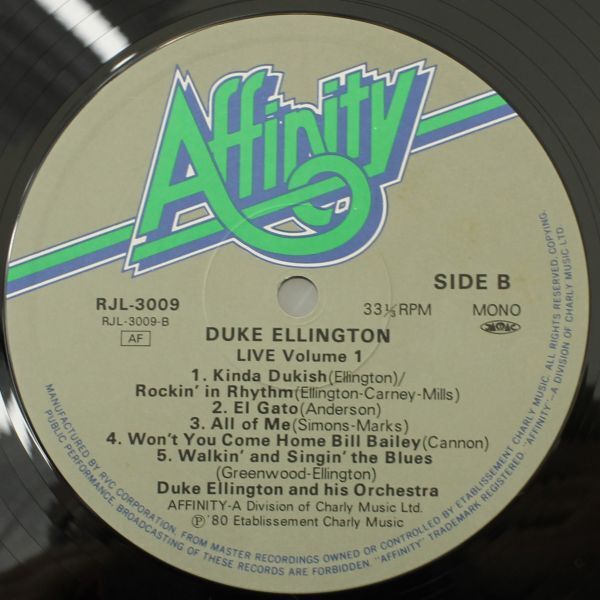 Affinity
SIDE B
RJL-3009
33⅓RPM MONO
RJL-3009-B
AF
DUKE ELLINGTON
LIVE Volume 1
1. Kinda Dukish(Ellington)/
Rockin' in Rhythm(Ellington-Carney-Mills)
2. El Gato(Anderson)
3. All of Me(Simons-Marks)
4. Won't You Come Home Bill Bailey(Cannon)
5. Walkin' and Singin' the Blues
(Greenwood-Ellington)
Duke Ellington and his Orchestra
AFFINITY-A Division of Charly Music Ltd.
Ⓟ'80 Etablissement Charly Music
MANUFACTURED BY RVC CORPORATION, FROM MASTER RECORDINGS OWNED OR CONTROLLED BY ETABLISSEMENT CHARLY MUSIC. ALL RIGHTS RESERVED. COPYING,
PUBLIC PERFORMANCE, BROADCASTING OF THESE RECORDS ARE FORBIDDEN. "AFFINITY" TRADEMARK REGISTERED. "AFFINITY"-A DIVISION OF CHARLY MUSIC LTD.